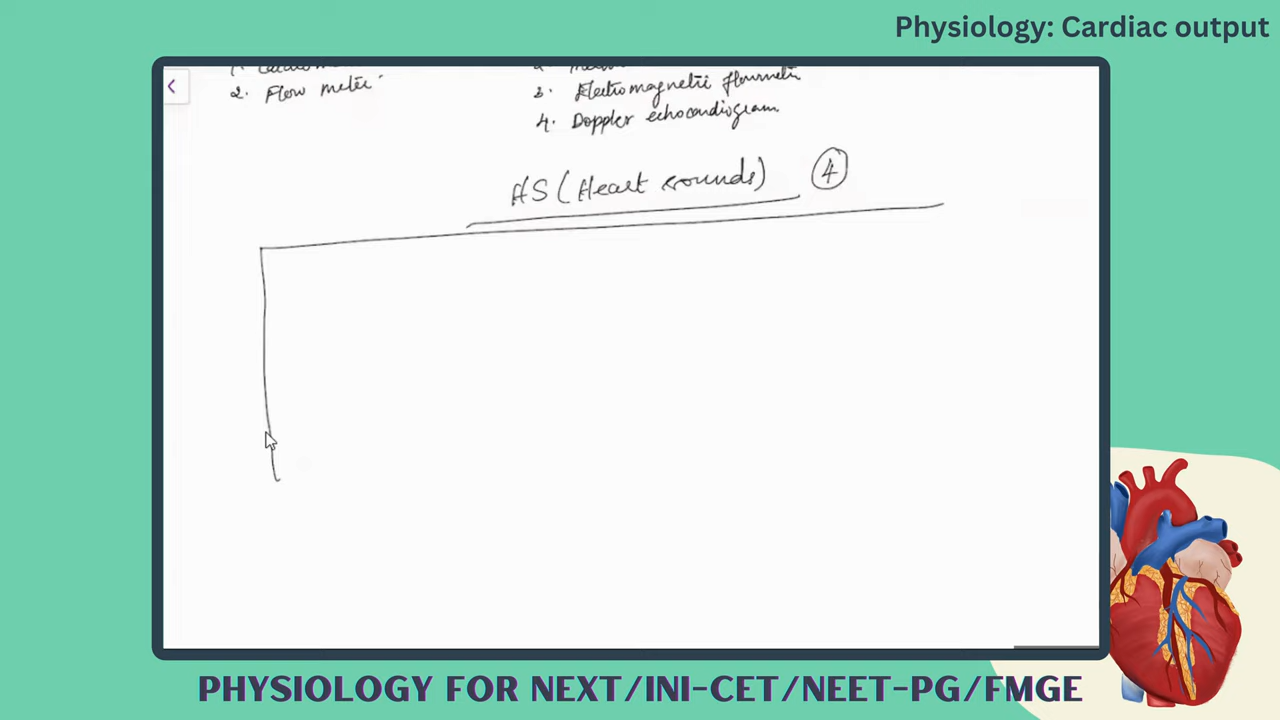 Physiology: Cardiac output
2. Flow meter
3. Electromagnetic flowmeter
4. Doppler echocardiogram
HS (Heart sounds) 4
PHYSIOLOGY FOR NEXT/INI-CET/NEET-PG/FMGE